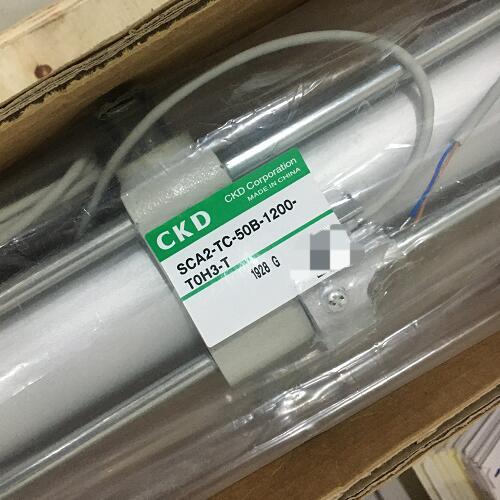 CKD
CKD Corporation
MADE IN CHINA
SCA2-TC-50B-1200-
T0H3-T
1928 G